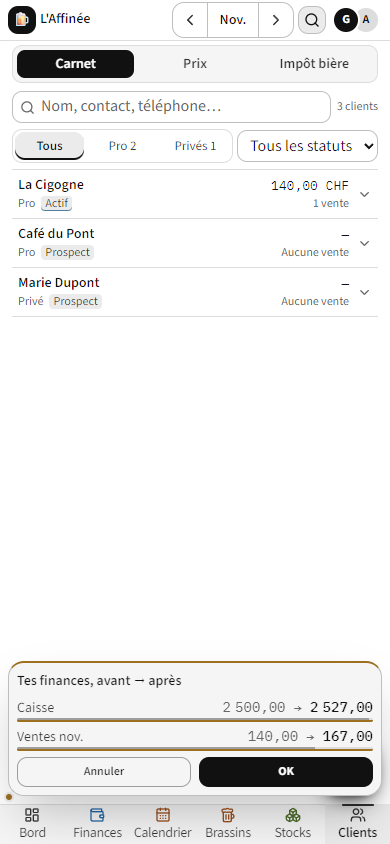 L'Affinée
Nov.
G
A
Carnet
Prix
Impôt bière
Nom, contact, téléphone…
3 clients
Tous
Pro 2
Privés 1
Tous les statuts
La Cigogne
140,00 CHF
Pro Actif
1 vente
Café du Pont
—
Pro Prospect
Aucune vente
Marie Dupont
—
Privé Prospect
Aucune vente
Tes finances, avant → après
Caisse
2 500,00 → 2 527,00
Ventes nov.
140,00 → 167,00
Annuler
OK
Bord
Finances
Calendrier
Brassins
Stocks
Clients